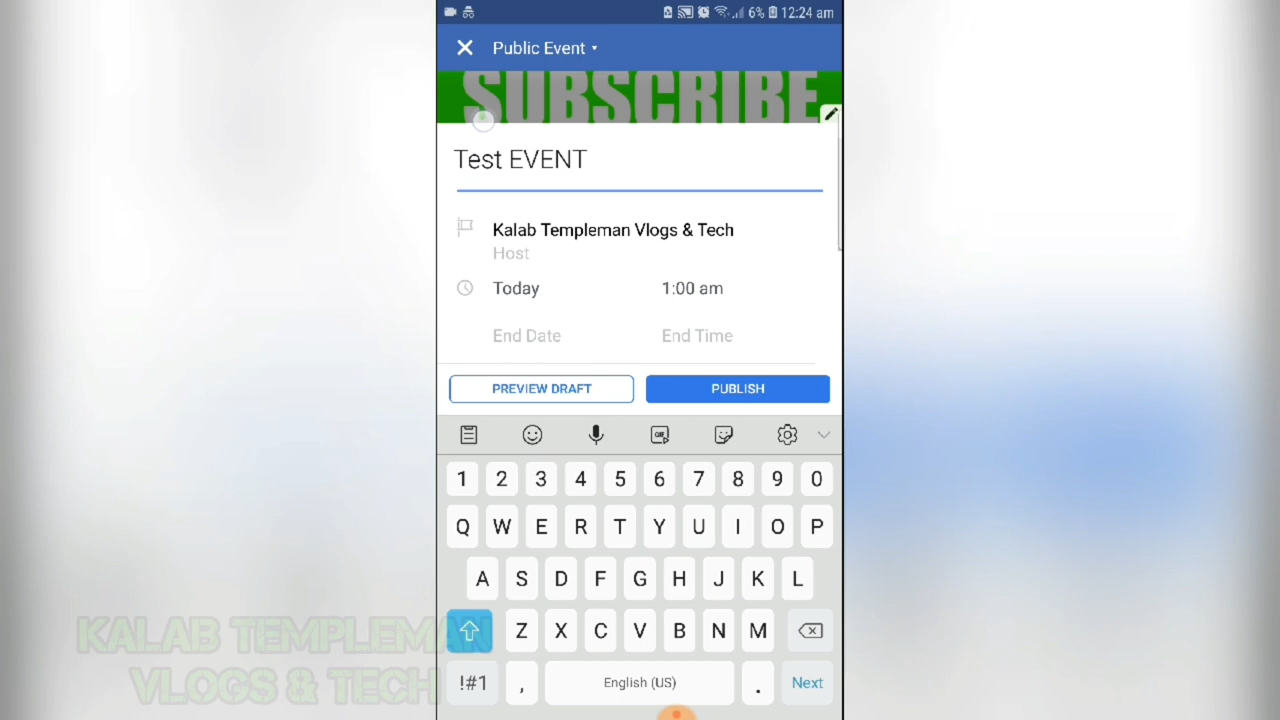 6% 12:24 am
Public Event
SUBSCRIBE
Test EVENT
Kalab Templeman Vlogs & Tech
Host
Today 1:00 am
End Date End Time
PREVIEW DRAFT PUBLISH
GIF
1 2 3 4 5 6 7 8 9 0
Q W E R T Y U I O P
A S D F G H J K L
Z X C V B N M
!#1 , English (US) . Next
KALAB TEMPLEMAN
VLOGS & TECH